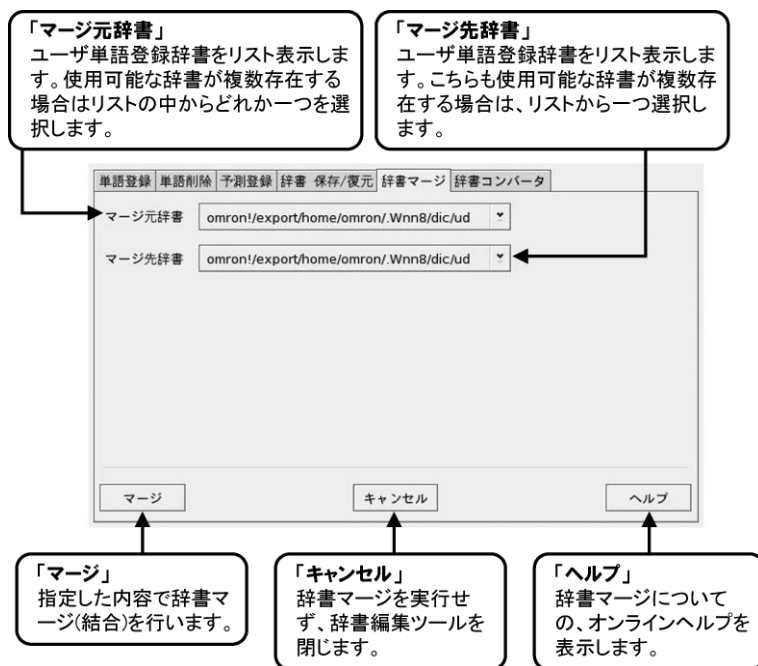 「マージ元辞書」
ユーザ単語登録辞書をリスト表示しま
す。使用可能な辞書が複数存在する
場合はリストの中からどれか一つを選
択します。
「マージ先辞書」
ユーザ単語登録辞書をリスト表示しま
す。こちらも使用可能な辞書が複数存
在する場合は、リストから一つ選択し
ます。
単語登録 単語削除 予測登録 辞書 保存/復元 辞書マージ 辞書コンバータ
マージ元辞書 omron!/export/home/omron/.Wnn8/dic/ud
マージ先辞書 omron!/export/home/omron/.Wnn8/dic/ud
マージ キャンセル ヘルプ
「マージ」
指定した内容で辞書マ
ージ(結合)を行います。
「キャンセル」
辞書マージを実行せ
ず、辞書編集ツールを
閉じます。
「ヘルプ」
辞書マージについて
の、オンラインヘルプを
表示します。